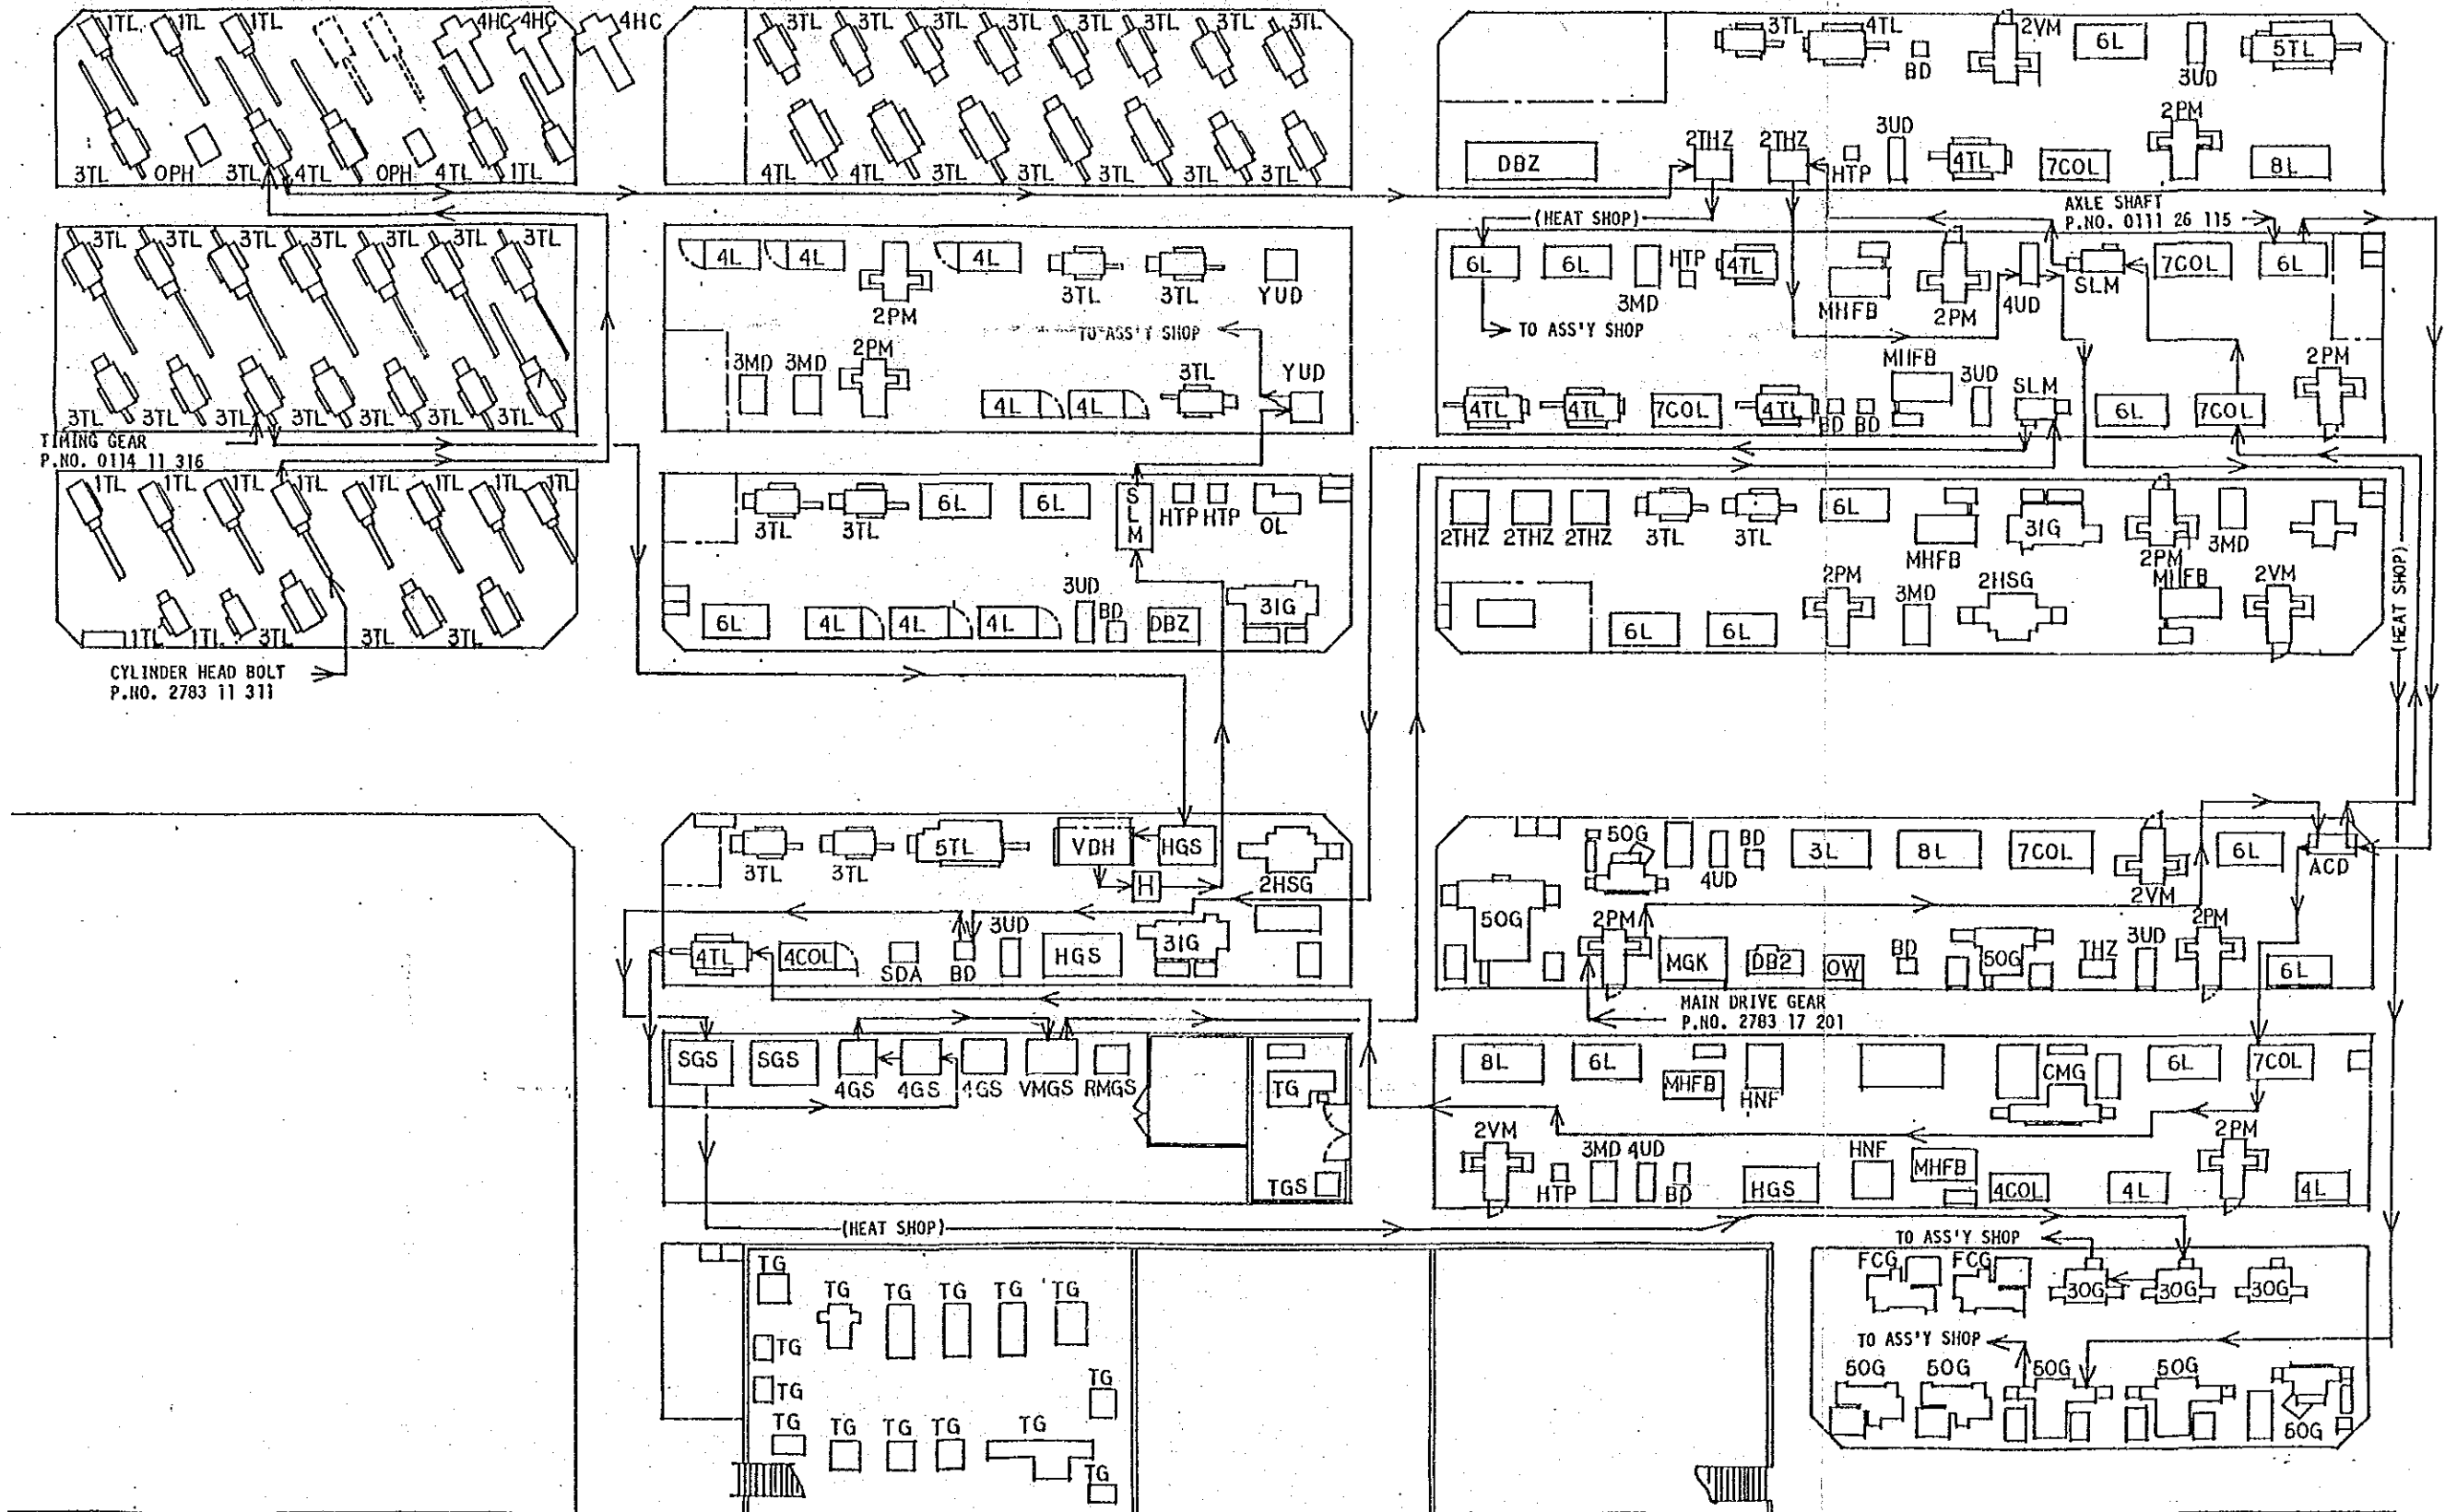 1TL 1TL 1TL 4HC 4HC 4HC
3TL OPH 3TL 4TL OPH 4TL 1TL
3TL 3TL 3TL 3TL 3TL 3TL 3TL 3TL
4TL 4TL 3TL 3TL 3TL 3TL 3TL
3TL 4TL BD 2VM 6L 3UD 5TL
DBZ 2THZ 2THZ HTP 3UD 4TL 7COL 2PM 8L
3TL 3TL 3TL 3TL 3TL 3TL 3TL
3TL 3TL 3TL 3TL 3TL 3TL 3TL
TIMING GEAR
P.NO. 0114 11 316
4L 4L 2PM 4L 3TL 3TL YUD
TO ASS'Y SHOP
3MD 3MD 2PM 4L 4L 3TL YUD
(HEAT SHOP)
AXLE SHAFT
P.NO. 0111 26 115
6L 6L 3MD HTP 4TL MHFB 2PM 4UD SLM 7COL 6L
TO ASS'Y SHOP
4TL 4TL 7COL 4TL BD BD MHFB 3UD SLM 6L 7COL 2PM
1TL 1TL 1TL 1TL 1TL 1TL 1TL 1TL
1TL 1TL 3TL 3TL 3TL
CYLINDER HEAD BOLT
P.NO. 2783 11 311
3TL 3TL 6L 6L SLM HTP HTP OL
6L 4L 4L 4L 3UD BD DBZ 31G
2THZ 2THZ 2THZ 3TL 3TL 6L MHFB 31G 2PM 3MD
6L 6L 2PM 3MD 2HSG MHFB 2VM
(HEAT SHOP)
3TL 3TL 5TL VDH HGS 2HSG
H
4TL 4COL SDA BD 3UD HGS 31G
50G 50G 4UD BD 3L 8L 7COL 2VM 6L ACD
2PM MGK DB2 OW BD 50G THZ 3UD 2PM 6L
MAIN DRIVE GEAR
P.NO. 2783 17 201
SGS SGS 4GS 4GS 4GS VMGS RMGS TG
TGS
8L 6L MHFB HNF CMG 6L 7COL
2VM HTP 3MD 4UD BD HGS HNF MHFB 4COL 4L 2PM 4L
(HEAT SHOP)
TO ASS'Y SHOP
FCG FCG 30G 30G 30G
TO ASS'Y SHOP
50G 50G 50G 50G 50G
TG TG TG TG TG TG
TG
TG TG
TG TG TG TG TG
TG